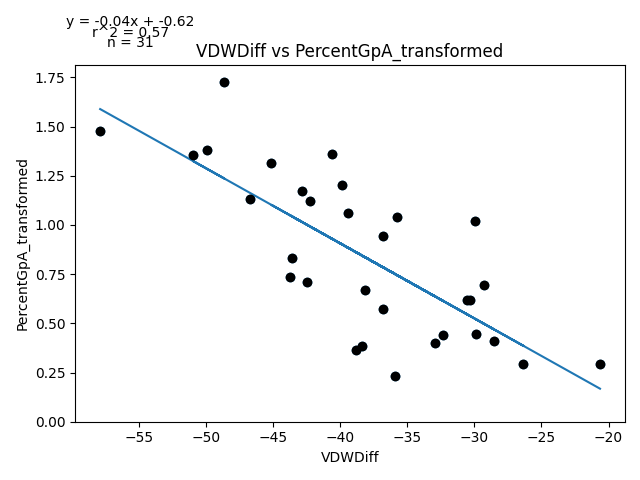 y = -0.04x + -0.62
r^2 = 0.57
n = 31
VDWDiff vs PercentGpA_transformed
PercentGpA_transformed
1.75
1.50
1.25
1.00
0.75
0.50
0.25
0.00
−55 −50 −45 −40 −35 −30 −25 −20
VDWDiff